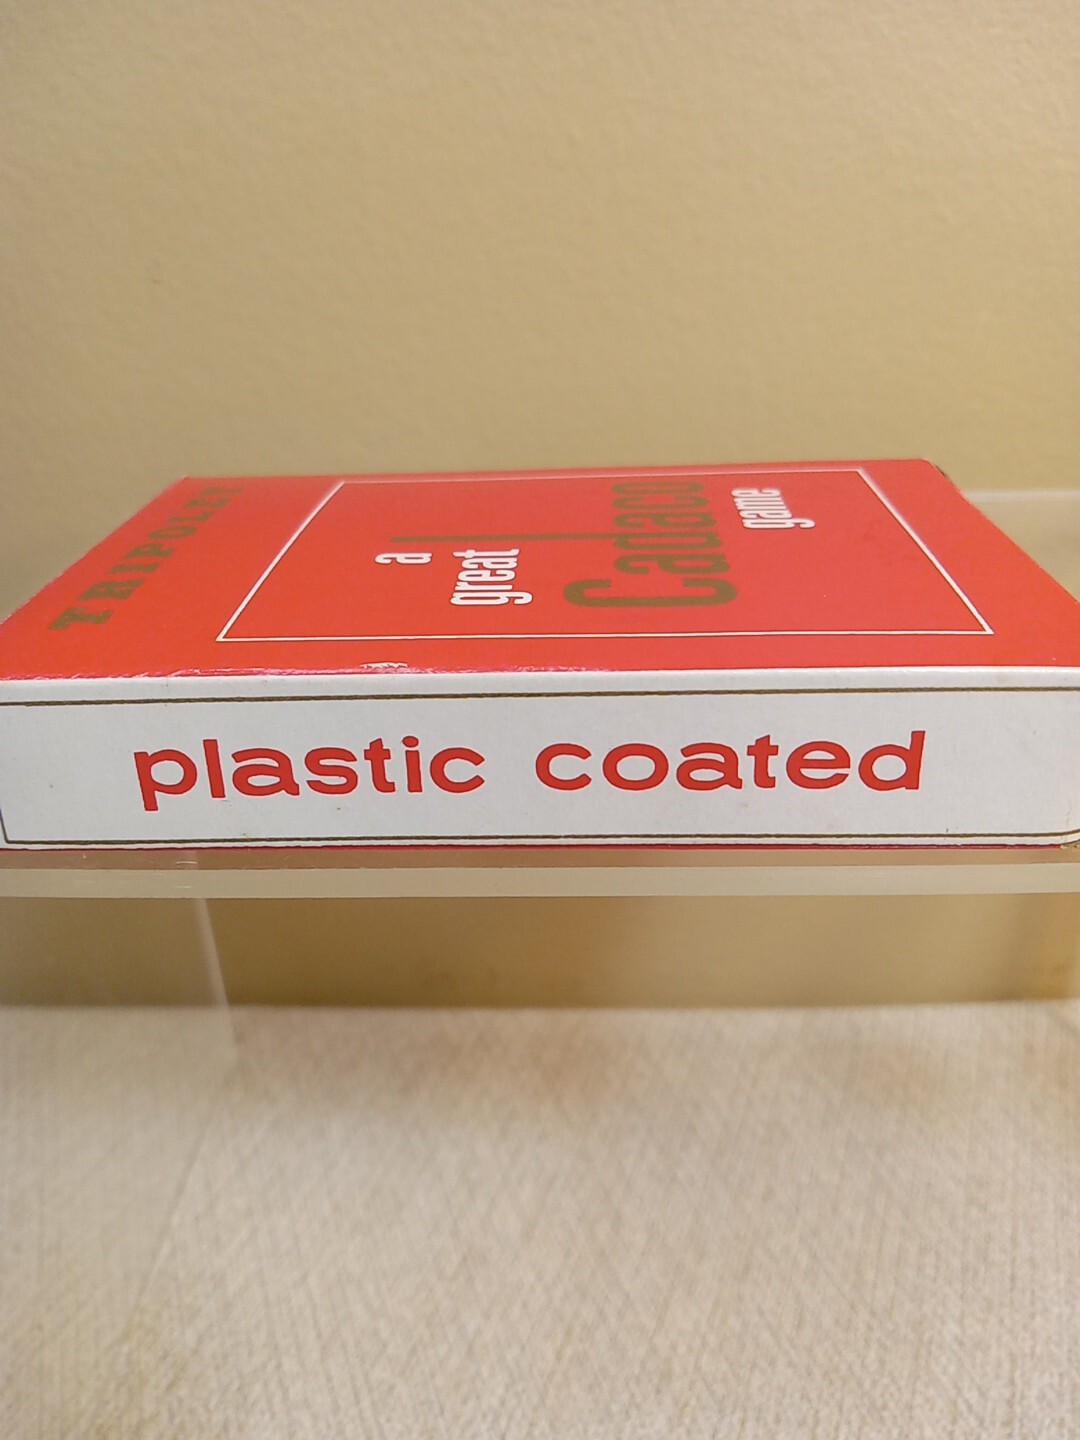 TRIPOLEY
a
great
Cadaco
game
plastic coated